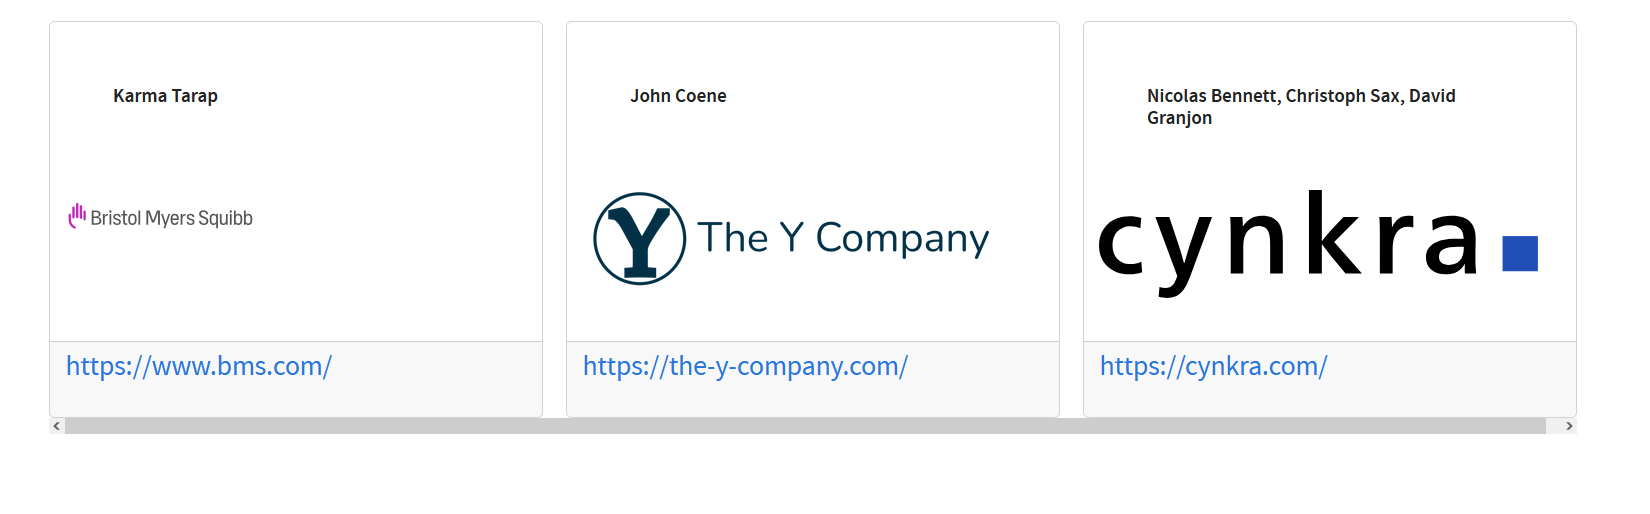 Karma Tarap
Bristol Myers Squibb
https://www.bms.com/
John Coene
Y The Y Company
https://the-y-company.com/
Nicolas Bennett, Christoph Sax, David
Granjon
cynkra
https://cynkra.com/